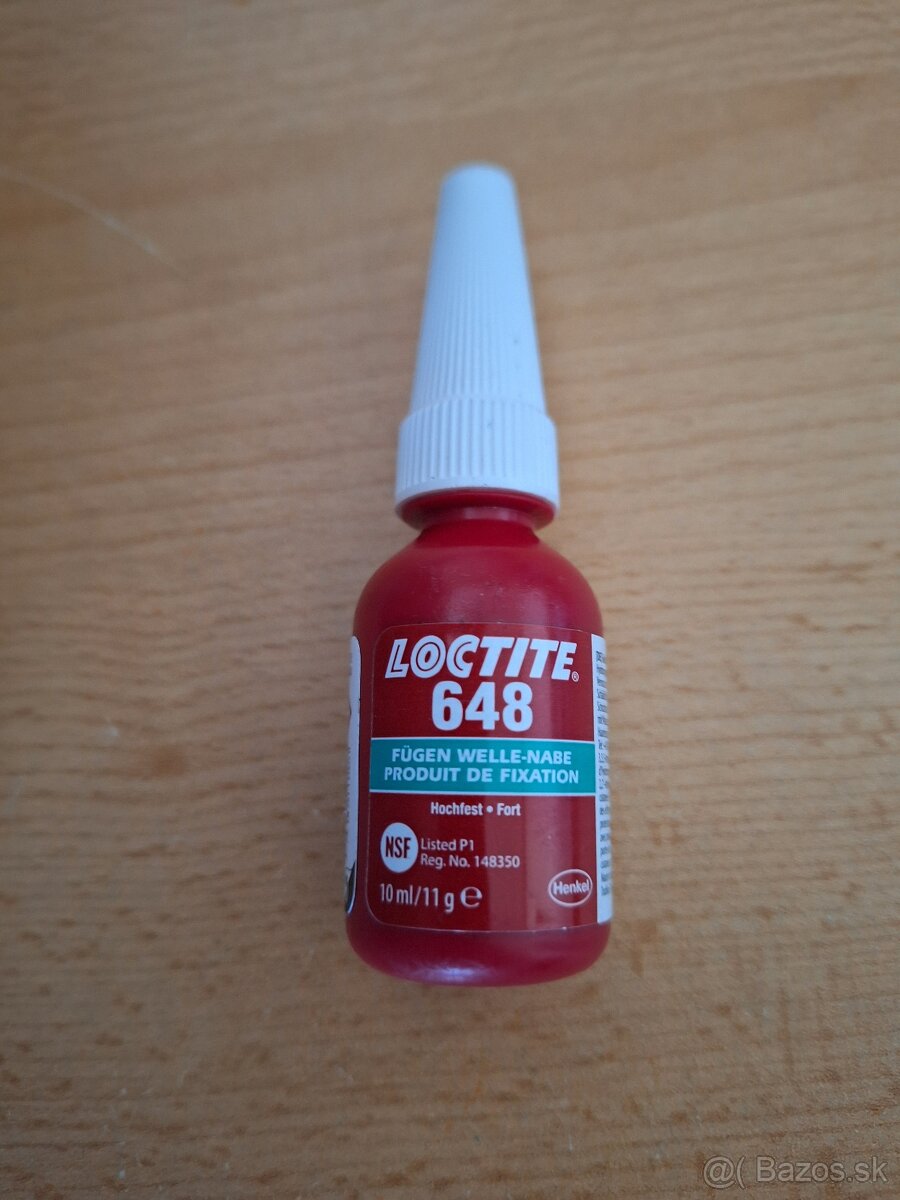 LOCTITE®
648
FÜGEN WELLE-NABE
PRODUIT DE FIXATION
Hochfest • Fort
NSF
Listed P1
Reg. No. 148350
10 ml/11 g ℮
Henkel
@( Bazos.sk